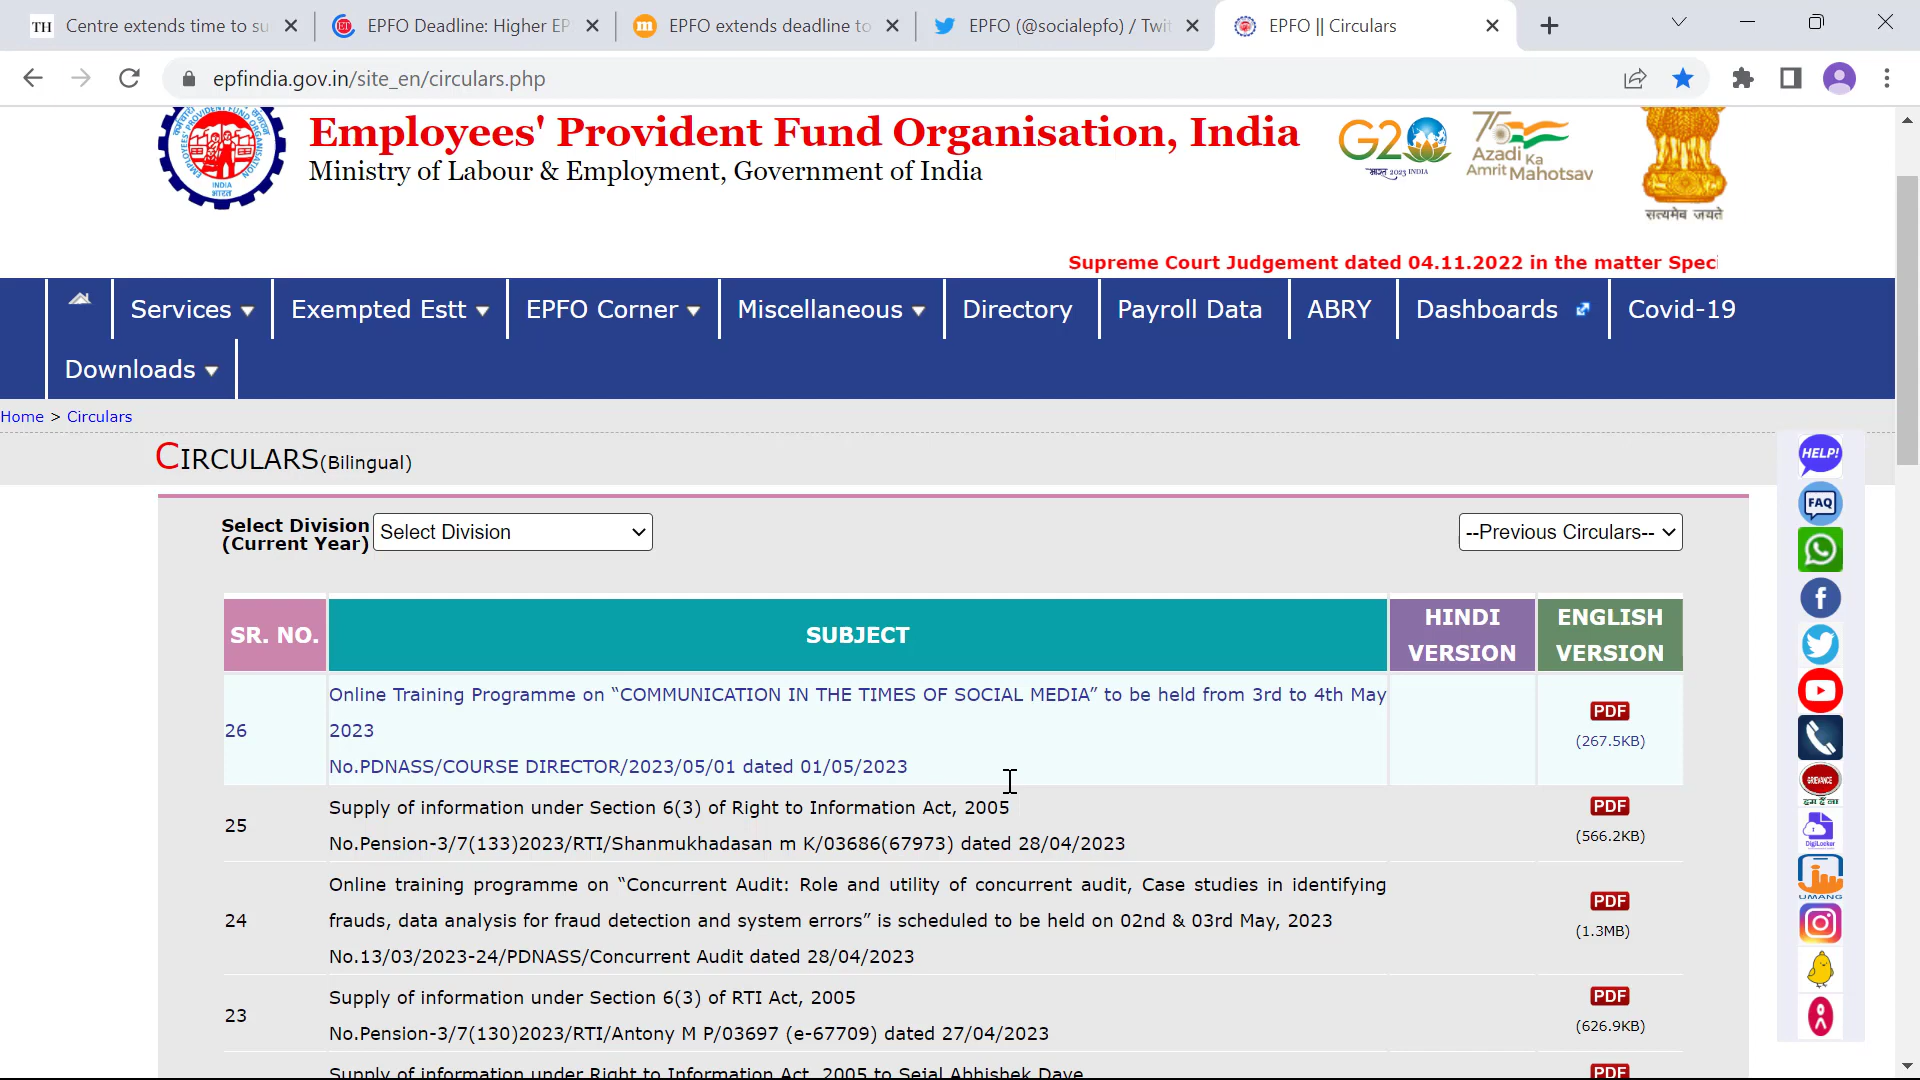 Centre extends time to su
EPFO Deadline: Higher EP
EPFO extends deadline to
EPFO (@socialepfo) / Twit
EPFO || Circulars
epfindia.gov.in/site_en/circulars.php
Employees' Provident Fund Organisation, India
Ministry of Labour & Employment, Government of India
G20
भारत 2023 INDIA
75
Azadi Ka
Amrit Mahotsav
सत्यमेव जयते
INDIA
भारत
Supreme Court Judgement dated 04.11.2022 in the matter Speci
Services
Exempted Estt
EPFO Corner
Miscellaneous
Directory
Payroll Data
ABRY
Dashboards
Covid-19
Downloads
Home > Circulars
CIRCULARS(Bilingual)
Select Division
(Current Year)
Select Division
--Previous Circulars--
SR. NO.
SUBJECT
HINDI
VERSION
ENGLISH
VERSION
26
Online Training Programme on “COMMUNICATION IN THE TIMES OF SOCIAL MEDIA” to be held from 3rd to 4th May
2023
No.PDNASS/COURSE DIRECTOR/2023/05/01 dated 01/05/2023
PDF
(267.5KB)
25
Supply of information under Section 6(3) of Right to Information Act, 2005
No.Pension-3/7(133)2023/RTI/Shanmukhadasan m K/03686(67973) dated 28/04/2023
PDF
(566.2KB)
24
Online training programme on “Concurrent Audit: Role and utility of concurrent audit, Case studies in identifying
frauds, data analysis for fraud detection and system errors” is scheduled to be held on 02nd & 03rd May, 2023
No.13/03/2023-24/PDNASS/Concurrent Audit dated 28/04/2023
PDF
(1.3MB)
23
Supply of information under Section 6(3) of RTI Act, 2005
No.Pension-3/7(130)2023/RTI/Antony M P/03697 (e-67709) dated 27/04/2023
PDF
(626.9KB)
Supply of information under Right to Information Act, 2005 to Sejal Abhishek Dave
PDF
HELP!
FAQ
GRIEVANCE
हम हैं ना
DigiLocker
UMANG